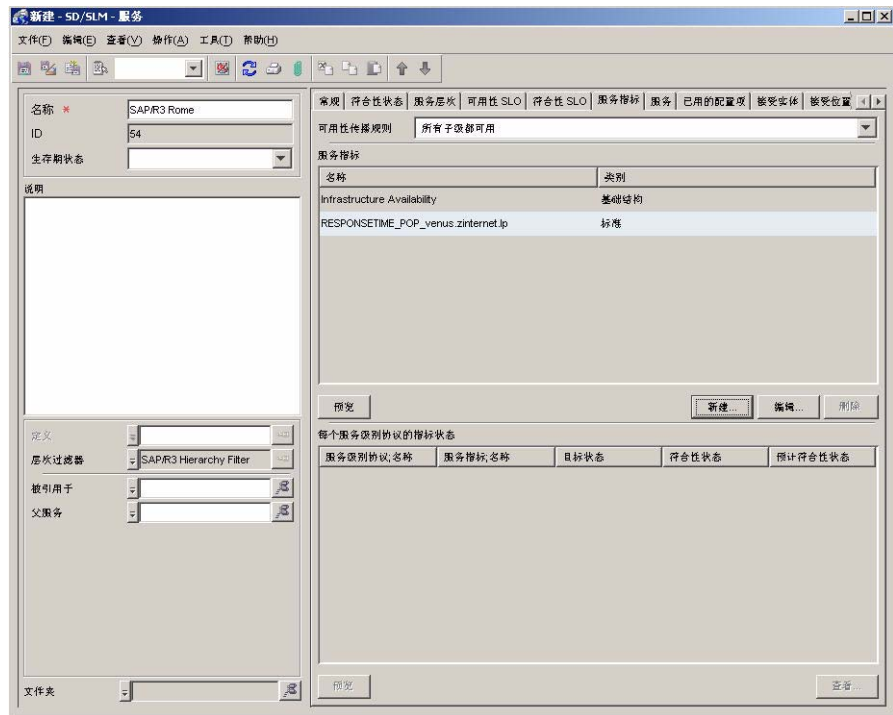 新建 - SD/SLM - 服务
文件(F) 编辑(E) 查看(V) 操作(A) 工具(T) 帮助(H)
名称 *
SAP/R3 Rome
ID
54
生存期状态
说明
定义
层次过滤器
SAP/R3 Hierarchy Filter
被引用于
父服务
文件夹
常规 符合性状态 服务层次 可用性 SLO 符合性 SLO 服务指标 服务 已用的配置项 接受实体 接受位置
可用性传播规则
所有子级都可用
服务指标
名称 类别
Infrastructure Availability 基础结构
RESPONSETIME_POP_venus.zinternet.lp 标准
预览
新建... 编辑... 删除
每个服务级别协议的指标状态
服务级别协议;名称 服务指标;名称 目标状态 符合性状态 预计符合性状态
预览
查看...